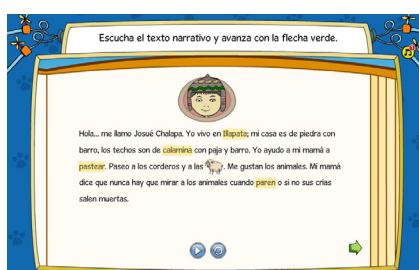 Escucha el texto narrativo y avanza con la flecha verde.
Hola... me llamo Josué Chalapa. Yo vivo en Illapata; mi casa es de piedra con
barro, los techos son de calamina con paja y barro. Yo ayudo a mi mamá a
pastear. Paseo a los corderos y a las . Me gustan los animales. Mi mamá
dice que nunca hay que mirar a los animales cuando paren o si no sus crias
salen muertas.